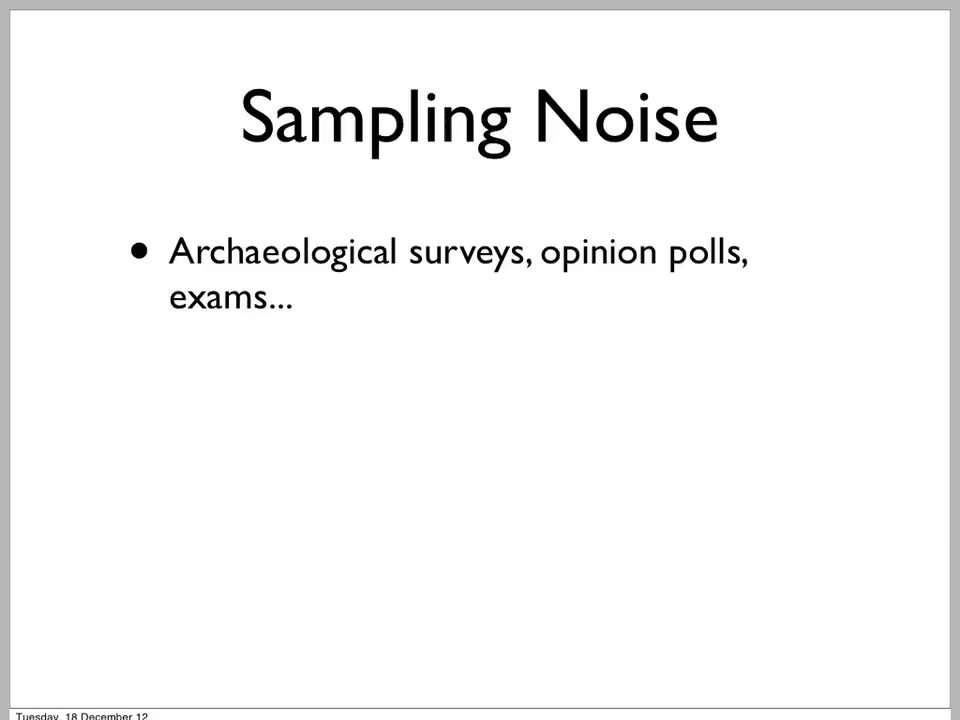 Sampling Noise
• Archaeological surveys, opinion polls,
exams...
Tuesday, 18 December 12